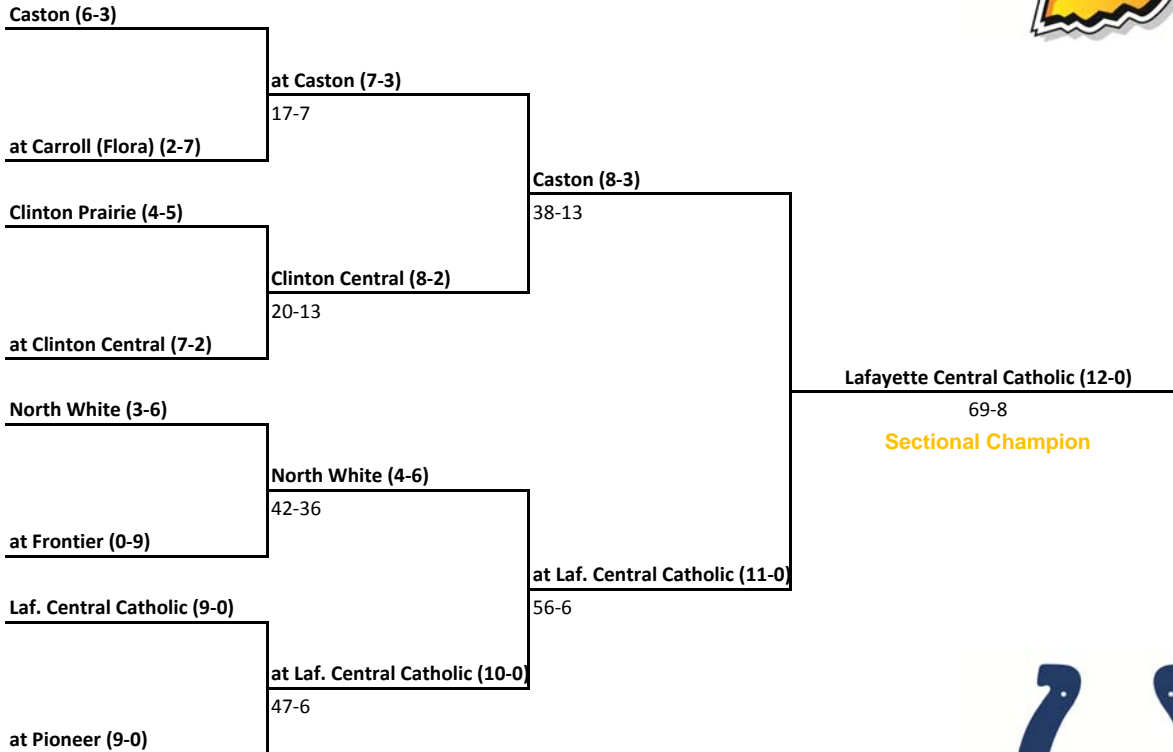 Caston (6-3)
at Caston (7-3)
17-7
at Carroll (Flora) (2-7)
Caston (8-3)
38-13
Clinton Prairie (4-5)
Clinton Central (8-2)
20-13
at Clinton Central (7-2)
Lafayette Central Catholic (12-0)
69-8
Sectional Champion
North White (3-6)
North White (4-6)
42-36
at Frontier (0-9)
at Laf. Central Catholic (11-0)
56-6
Laf. Central Catholic (9-0)
at Laf. Central Catholic (10-0)
47-6
at Pioneer (9-0)